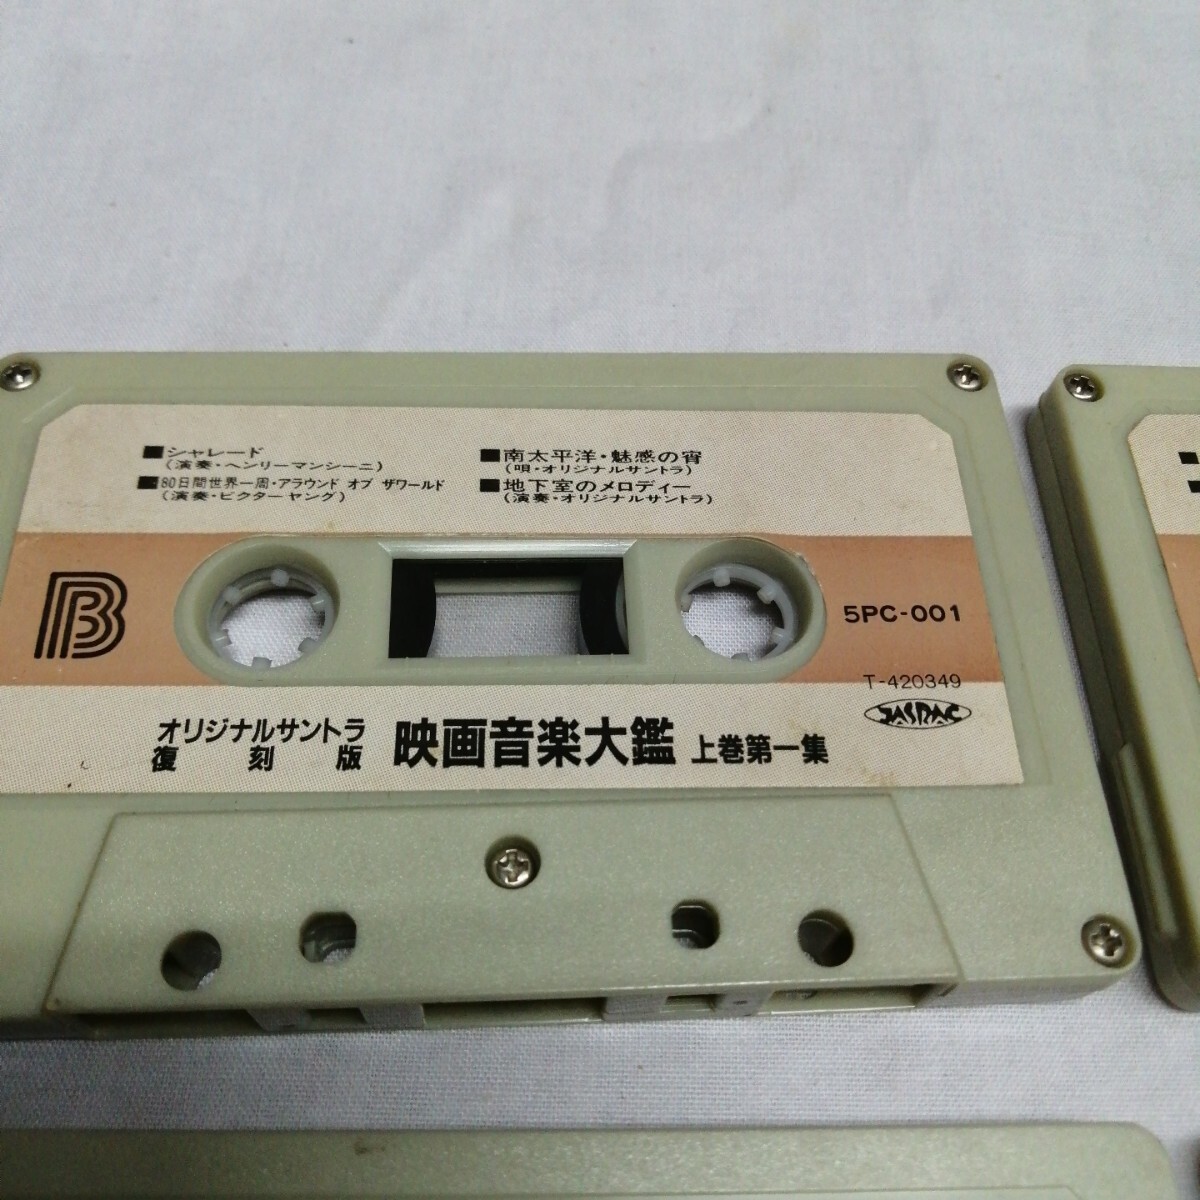 ■シャレード
(演奏・ヘンリーマンシーニ)
■80日間世界一周・アラウンド オブ ザワールド
(演奏・ビクターヤング)
■南太平洋・魅惑の宵
(唄・オリジナルサントラ)
■地下室のメロディー
(演奏・オリジナルサントラ)
B
5PC-001
T-420349
JASRAC
オリジナルサントラ
復刻版
映画音楽大鑑 上巻第一集